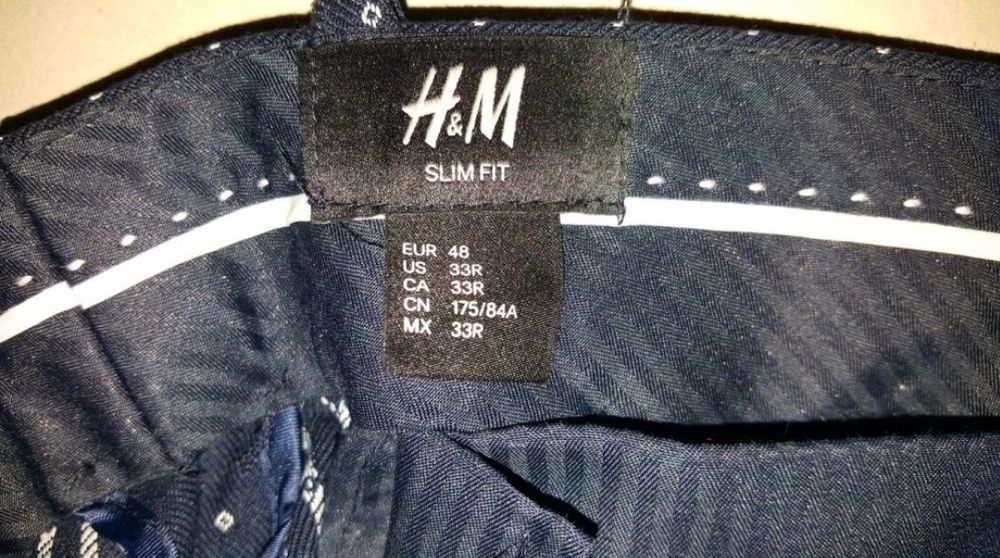 H&M
SLIM FIT
EUR 48
US 33R
CA 33R
CN 175/84A
MX 33R